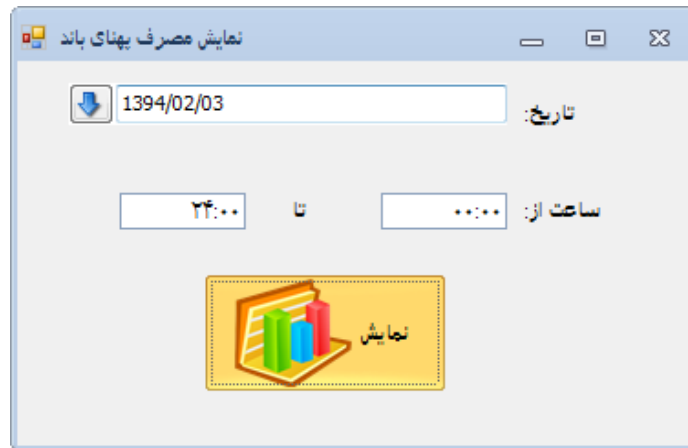 نمایش مصرف پهنای باند
تاریخ: 1394/02/03
ساعت از: ۰۰:۰۰ تا ۲۴:۰۰
نمایش